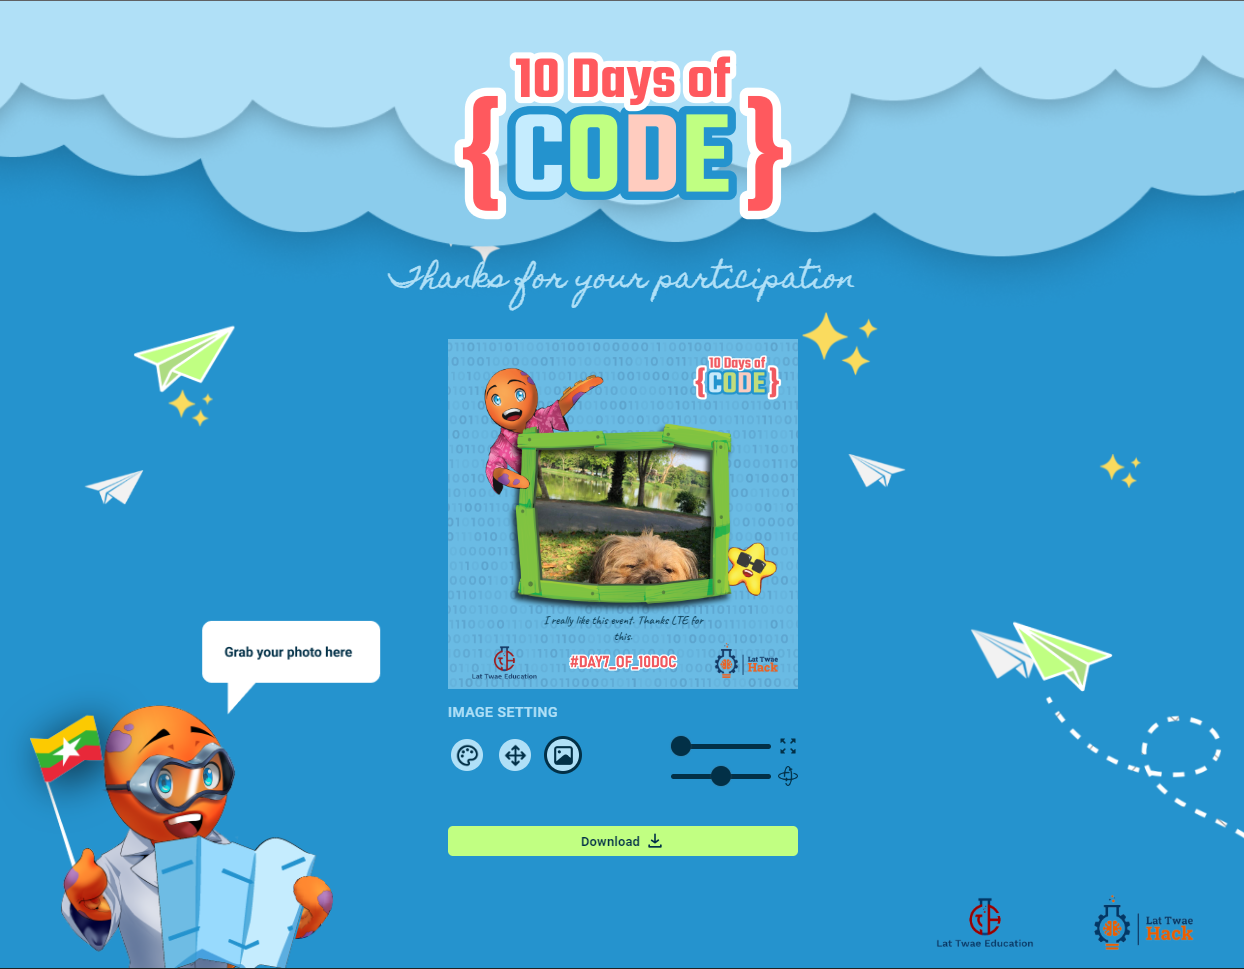 10 Days of
{CODE}
Thanks for your participation
10 Days of
{CODE}
I really like this event. Thanks LTE for
this.
#DAY7_OF_10DOC
Lat Twae Education
Lat Twae
Hack
IMAGE SETTING
Grab your photo here
Download
Lat Twae Education
Lat Twae
Hack